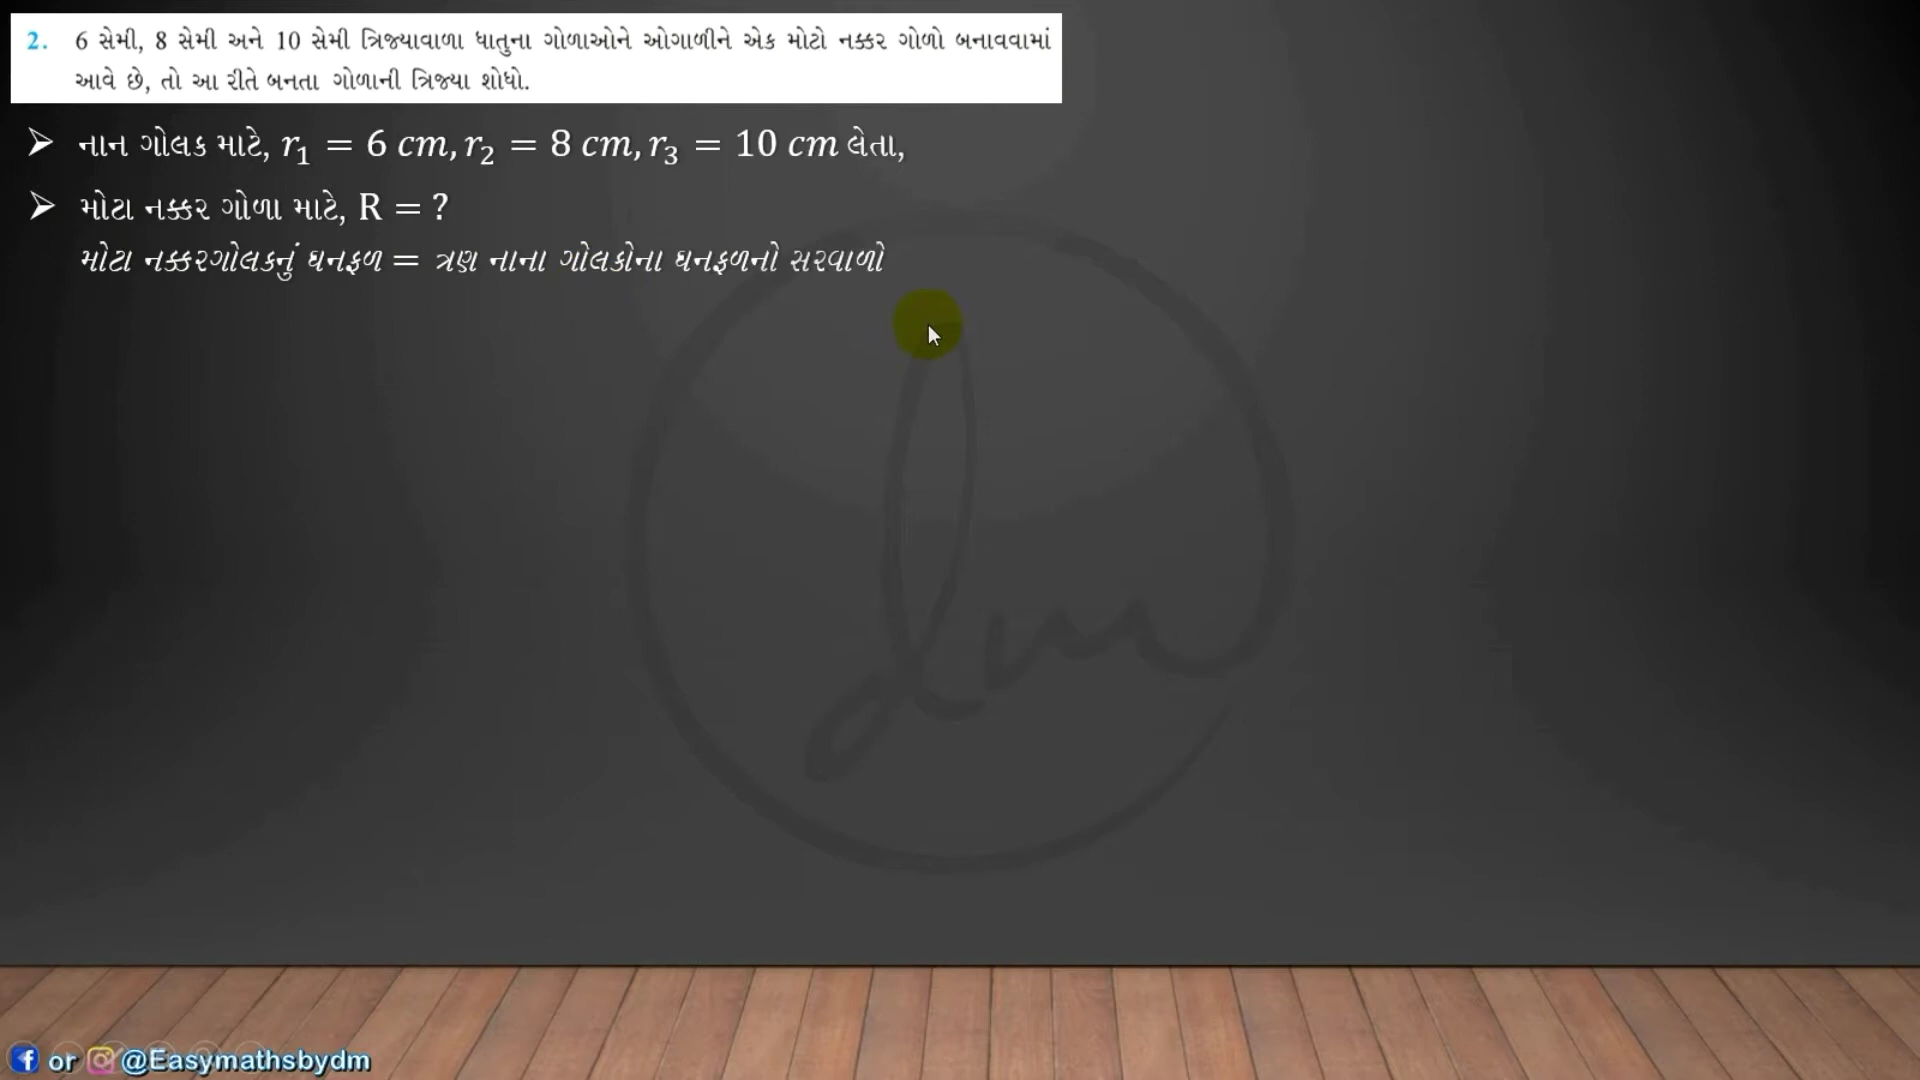 2. 6 સેમી, 8 સેમી અને 10 સેમી ત્રિજ્યાવાળા ધાતુના ગોળાઓને ઓગાળીને એક મોટો નક્કર ગોળો બનાવવામાં
આવે છે, તો આ રીતે બનતા ગોળાની ત્રિજ્યા શોધો.
➢ નાન ગોલક માટે, r₁ = 6 cm, r₂ = 8 cm, r₃ = 10 cm લેતા,
➢ મોટા નક્કર ગોળા માટે, R = ?
મોટા નક્કરગોલકનું ઘનફળ = ત્રણ નાના ગોલકોના ઘનફળનો સરવાળો
dm
or @Easymathsbydm